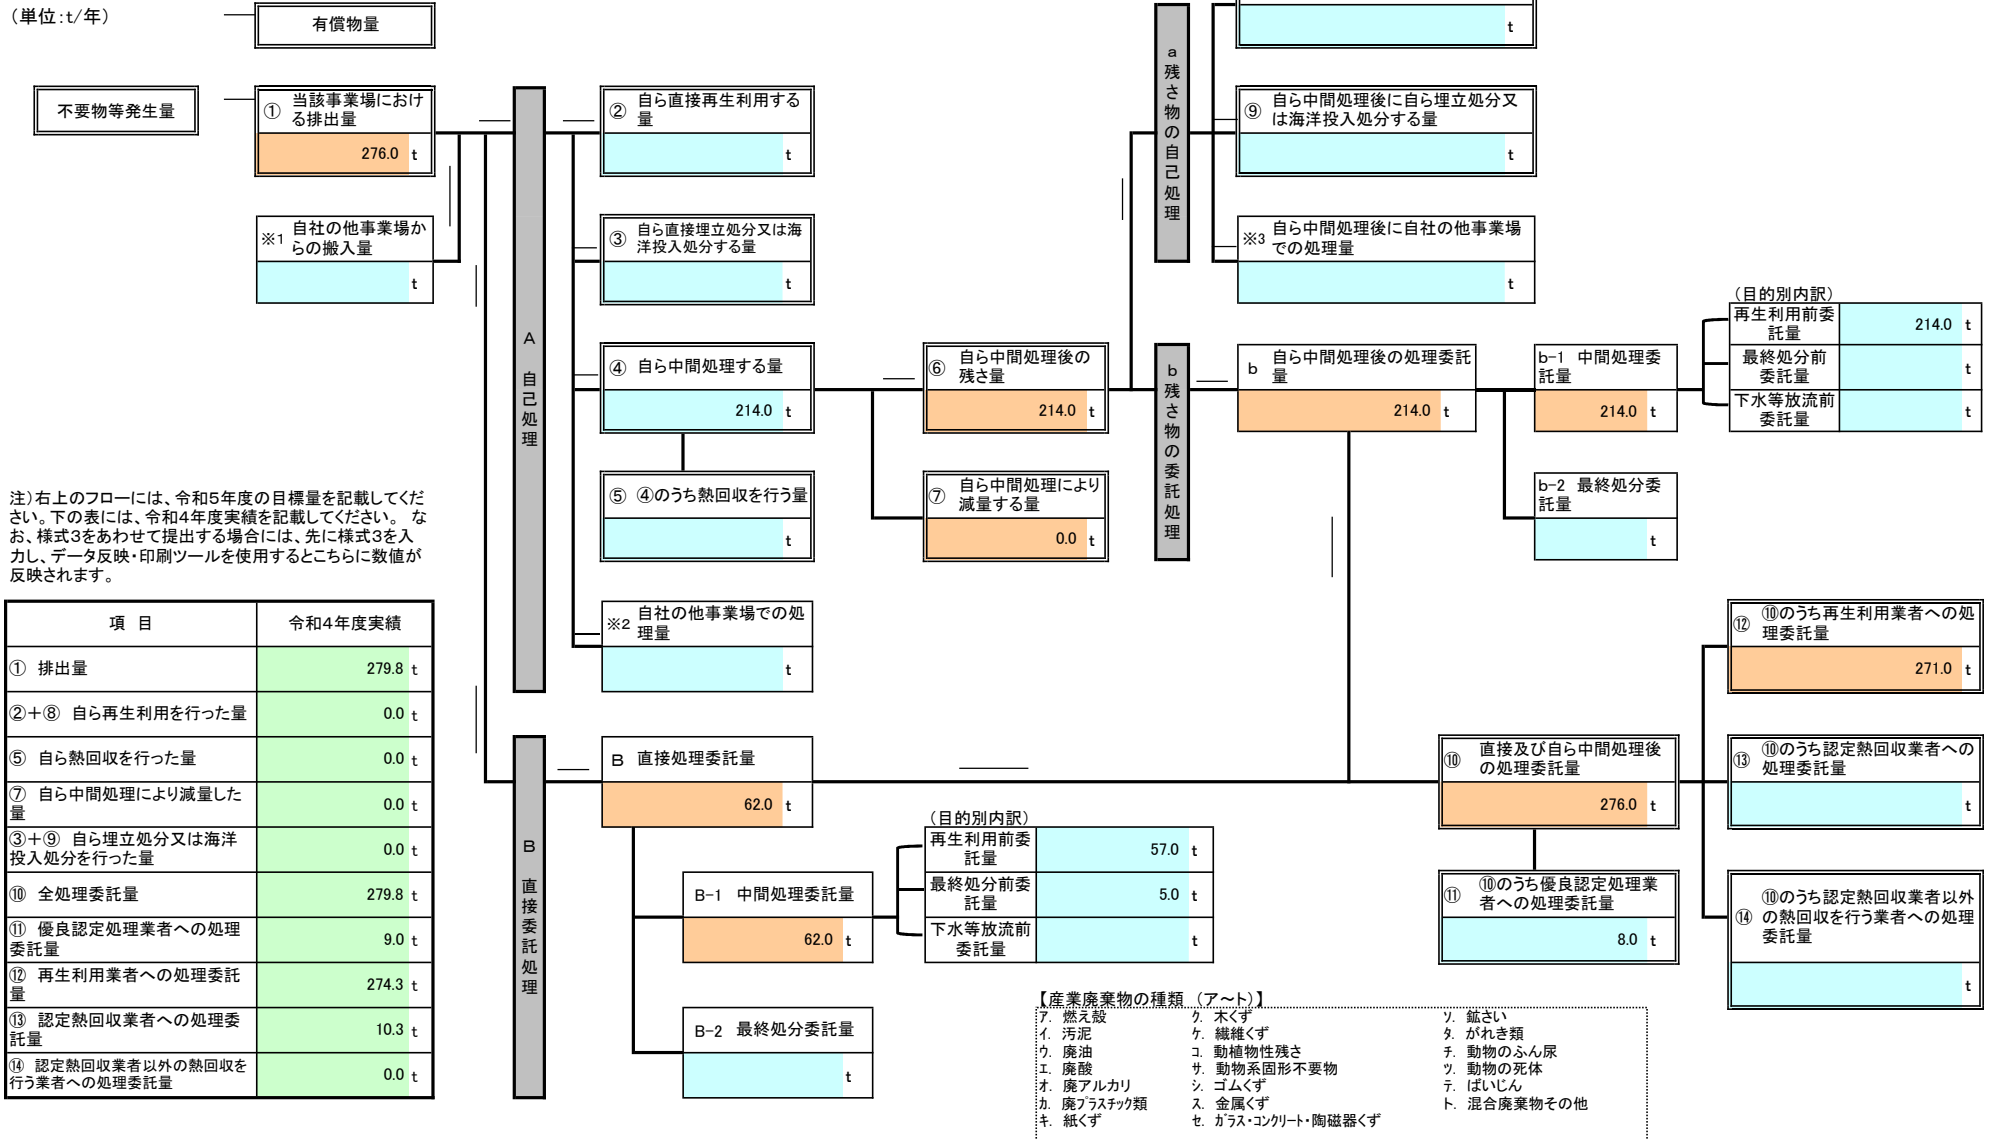 （単位:t/年）
有償物量
不要物等発生量
① 当該事業場におけ
る排出量
276.0 t
※1 自社の他事業場か
らの搬入量
t
A 自己処理
② 自ら直接再生利用する
量
t
③ 自ら直接埋立処分又は海
洋投入処分する量
t
④ 自ら中間処理する量
214.0 t
⑤ ④のうち熱回収を行う量
t
※2 自社の他事業場での処
理量
t
⑥ 自ら中間処理後の
残さ量
214.0 t
⑦ 自ら中間処理により
減量する量
0.0 t
a 残さ物の自己処理
t
⑨ 自ら中間処理後に自ら埋立処分又
は海洋投入処分する量
t
※3 自ら中間処理後に自社の他事業場
での処理量
t
b 残さ物の委託処理
b 自ら中間処理後の処理委託
量
214.0 t
b-1 中間処理委
託量
214.0 t
b-2 最終処分委
託量
t
（目的別内訳）
再生利用前委
託量
214.0 t
最終処分前
委託量
t
下水等放流前
委託量
t
注）右上のフローには、令和５年度の目標量を記載してくだ
さい。下の表には、令和４年度実績を記載してください。 な
お、様式３をあわせて提出する場合には、先に様式３を入
力し、データ反映・印刷ツールを使用するとこちらに数値が
反映されます。
項 目 令和４年度実績
① 排出量 279.8 t
②＋⑧ 自ら再生利用を行った量 0.0 t
⑤ 自ら熱回収を行った量 0.0 t
⑦ 自ら中間処理により減量した
量 0.0 t
③＋⑨ 自ら埋立処分又は海洋
投入処分を行った量 0.0 t
⑩ 全処理委託量 279.8 t
⑪ 優良認定処理業者への処理
委託量 9.0 t
⑫ 再生利用業者への処理委託
量 274.3 t
⑬ 認定熱回収業者への処理委
託量 10.3 t
⑭ 認定熱回収業者以外の熱回収を
行う業者への処理委託量 0.0 t
B 直接委託処理
B 直接処理委託量
62.0 t
B-1 中間処理委託量
62.0 t
B-2 最終処分委託量
t
（目的別内訳）
再生利用前委
託量
57.0 t
最終処分前委
託量
5.0 t
下水等放流前
委託量
t
⑩ 直接及び自ら中間処理後
の処理委託量
276.0 t
⑪ ⑩のうち優良認定処理業
者への処理委託量
8.0 t
⑫ ⑩のうち再生利用業者への処
理委託量
271.0 t
⑬ ⑩のうち認定熱回収業者への
処理委託量
t
⑭ ⑩のうち認定熱回収業者以外
の熱回収を行う業者への処理
委託量
t
【産業廃棄物の種類 （ア～ト）】
ア. 燃え殻
イ. 汚泥
ウ. 廃油
エ. 廃酸
オ. 廃アルカリ
カ. 廃プラスチック類
キ. 紙くず
ク. 木くず
ケ. 繊維くず
コ. 動植物性残さ
サ. 動物系固形不要物
シ. ゴムくず
ス. 金属くず
セ. ガラス・コンクリート・陶磁器くず
ソ. 鉱さい
タ. がれき類
チ. 動物のふん尿
ツ. 動物の死体
テ. ばいじん
ト. 混合廃棄物その他